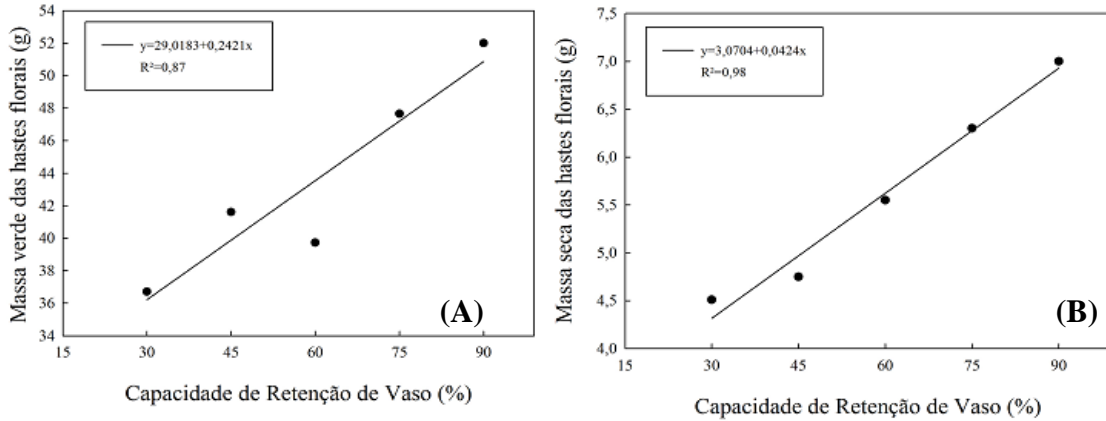 Massa verde das hastes florais (g)
54
52
50
48
46
44
42
40
38
36
34
y=29,0183+0,2421x
R²=0,87
(A)
15 30 45 60 75 90
Capacidade de Retenção de Vaso (%)
Massa seca das hastes florais (g)
7,5
7,0
6,5
6,0
5,5
5,0
4,5
4,0
y=3,0704+0,0424x
R²=0,98
(B)
15 30 45 60 75 90
Capacidade de Retenção de Vaso (%)